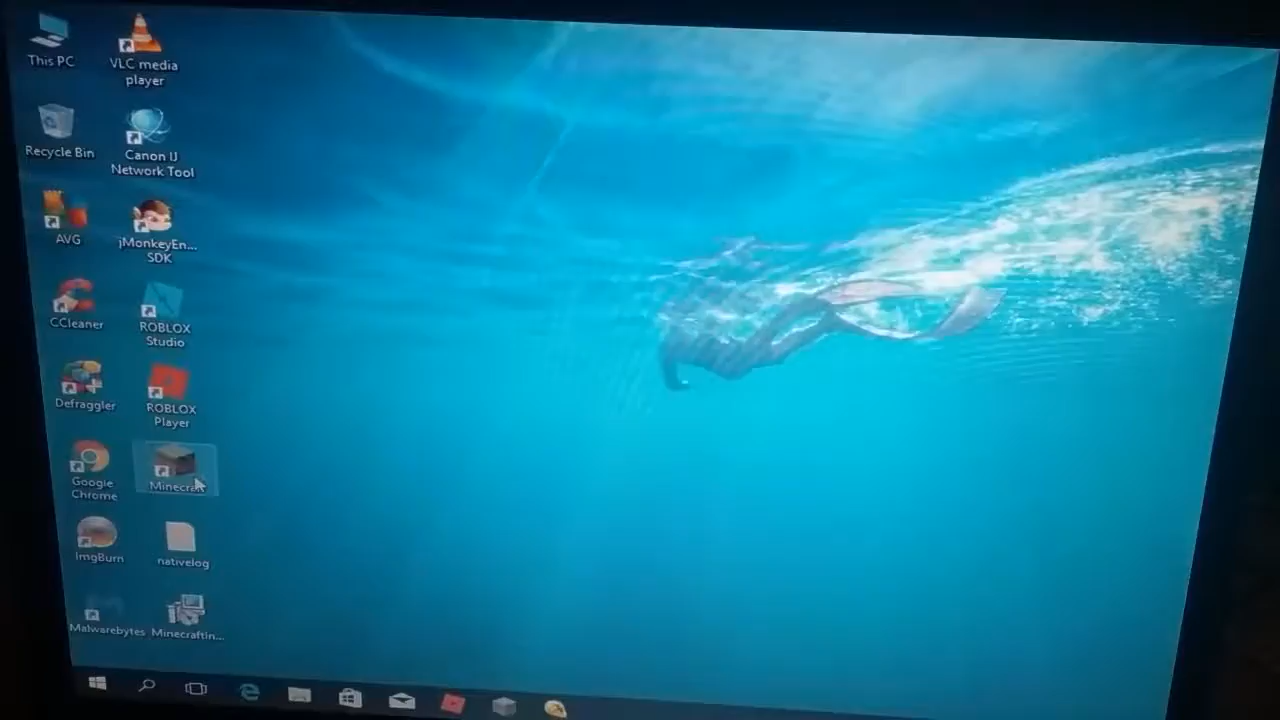 This PC
VLC media
player
Recycle Bin
Canon IJ
Network Tool
AVG
jMonkeyEn...
SDK
CCleaner
ROBLOX
Studio
Defraggler
ROBLOX
Player
Google
Chrome
Minecraft
ImgBurn
nativelog
Malwarebytes
MinecraftIn...